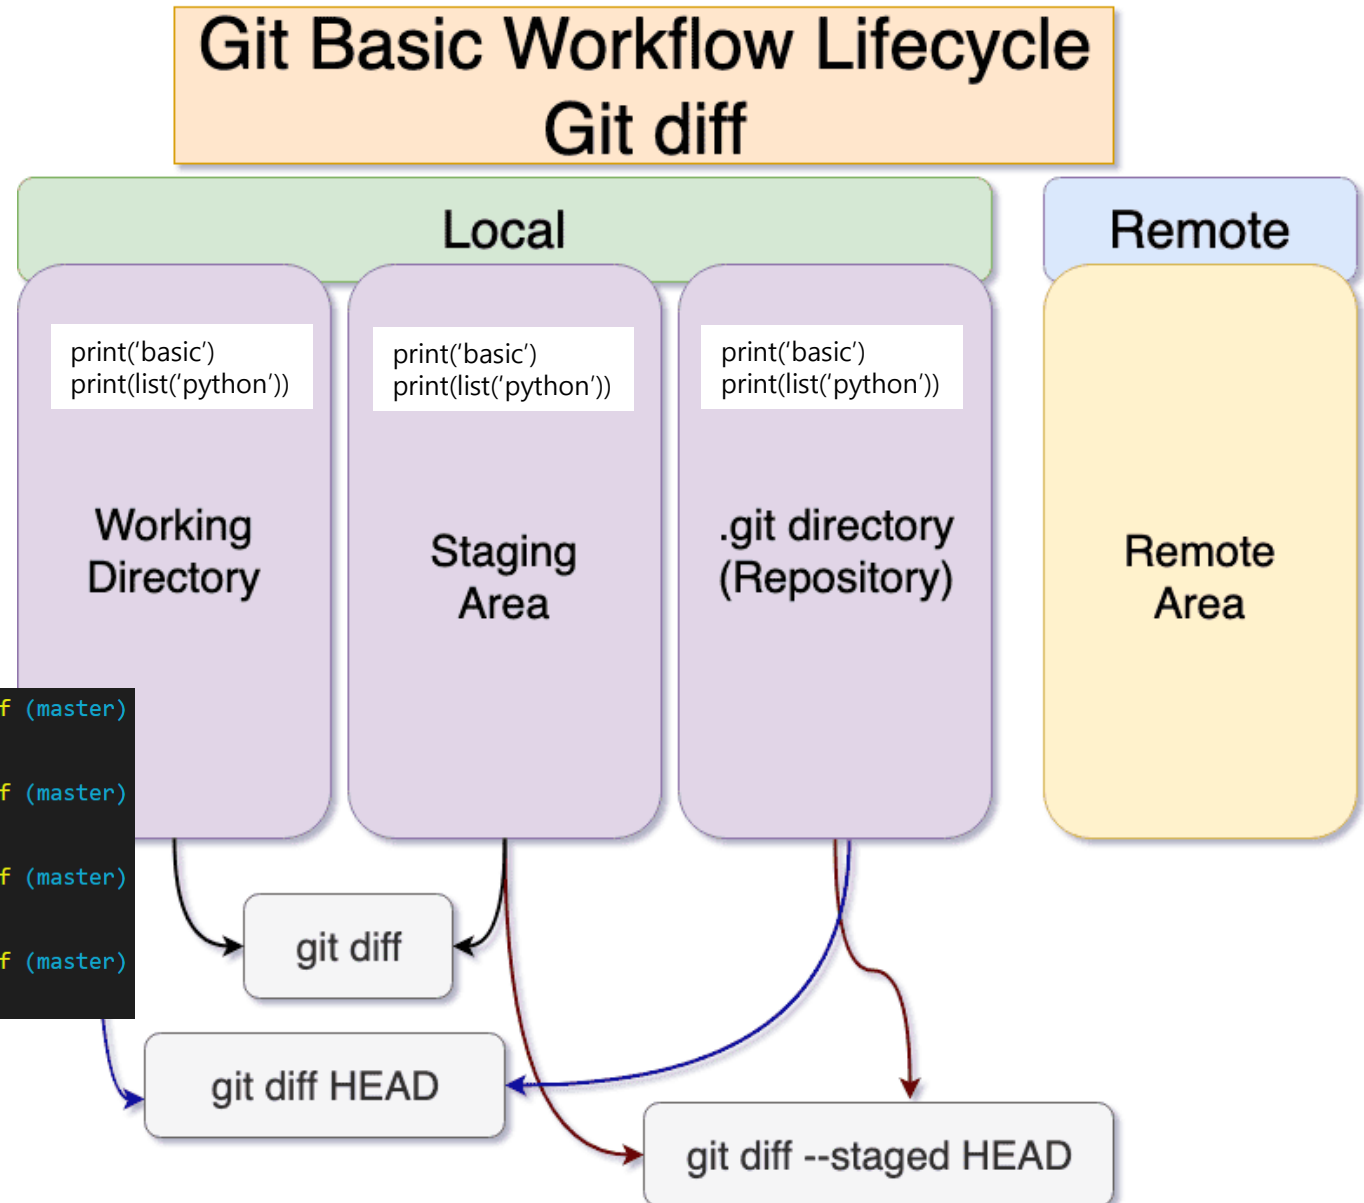 Git Basic Workflow Lifecycle
Git diff
Local
Remote
print(‘basic’)
print(list(‘python’))
print(‘basic’)
print(list(‘python’))
print(‘basic’)
print(list(‘python’))
Working
Directory
Staging
Area
.git directory
(Repository)
Remote
Area
f (master)
f (master)
f (master)
f (master)
git diff
git diff HEAD
git diff --staged HEAD